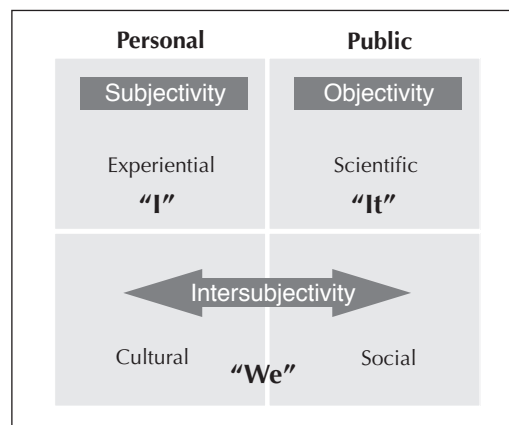 Personal Public
Subjectivity Objectivity
Experiential Scientific
“I” “It”
Intersubjectivity
Cultural Social
“We”